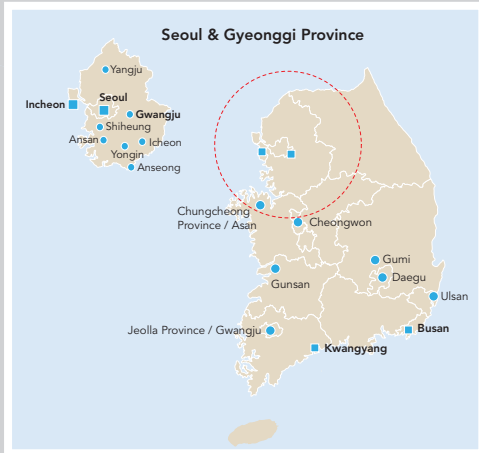 Seoul & Gyeonggi Province
Yangju
Incheon
Seoul
Gwangju
Shiheung
Ansan
Icheon
Yongin
Anseong
Chungcheong
Province / Asan
Cheongwon
Gumi
Gunsan
Daegu
Ulsan
Jeolla Province / Gwangju
Busan
Kwangyang